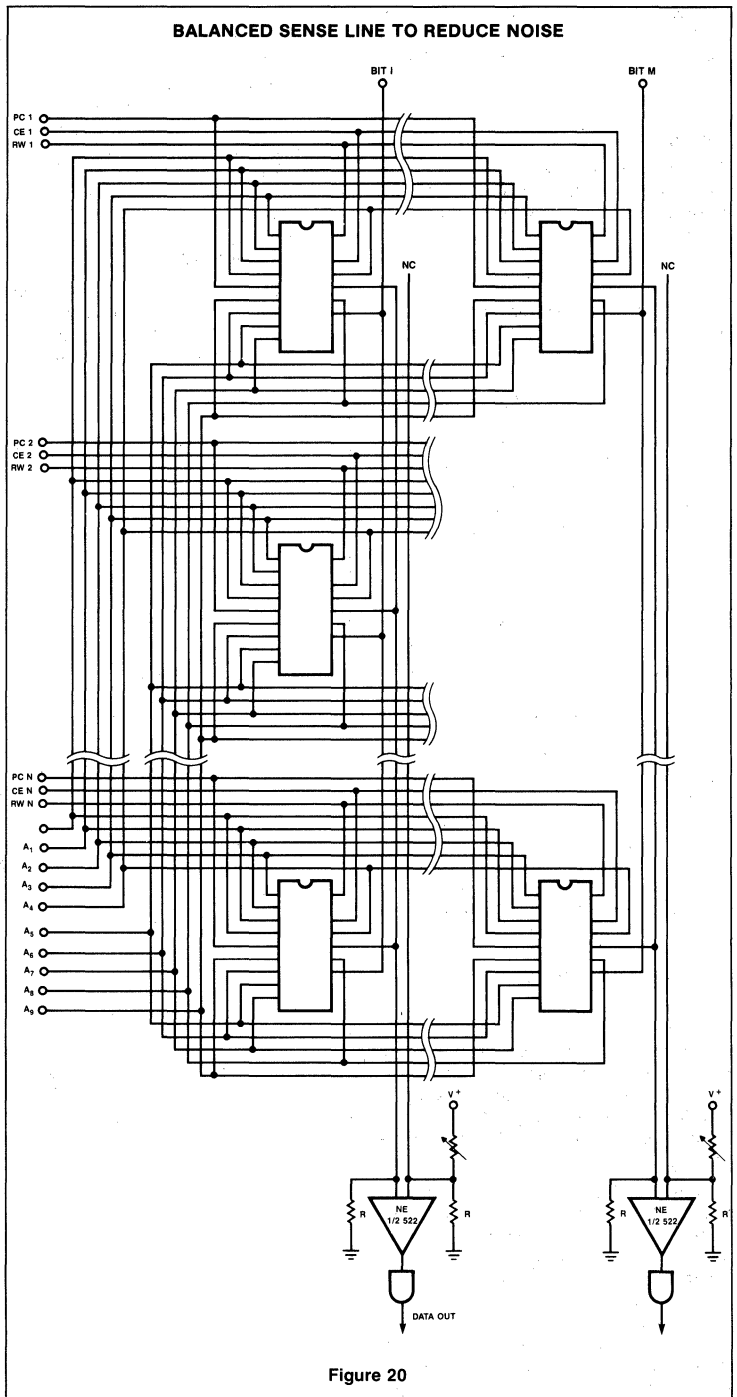 BALANCED SENSE LINE TO REDUCE NOISE
BIT I
BIT M
PC 1
CE 1
RW 1
NC
NC
PC 2
CE 2
RW 2
PC N
CE N
RW N
A1
A2
A3
A4
A5
A6
A7
A8
A9
V+
V+
R
NE
1/2 522
R
R
NE
1/2 522
R
DATA OUT
Figure 20